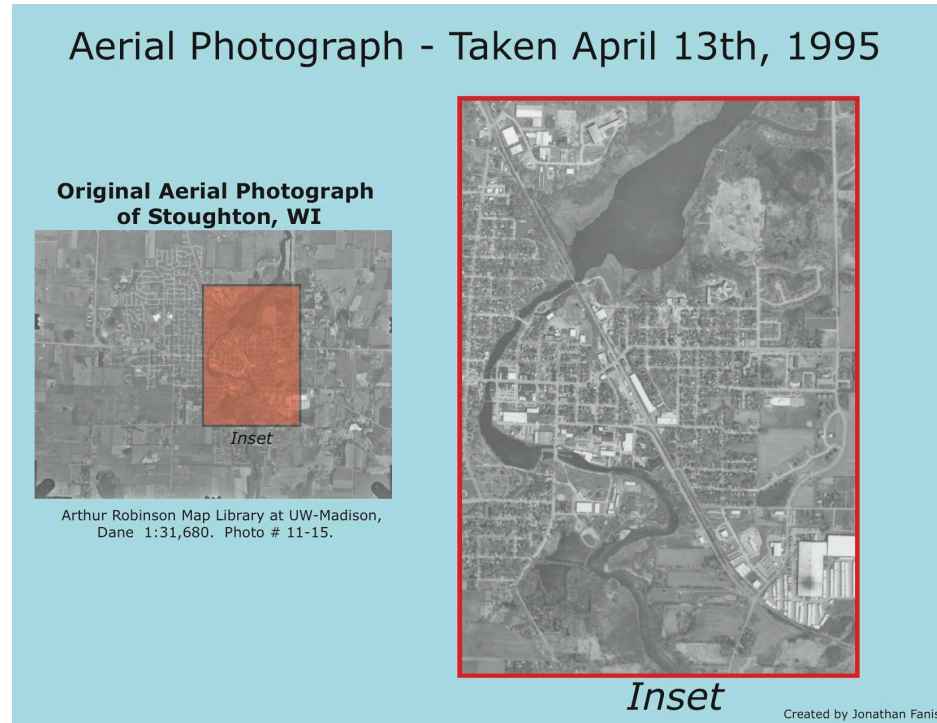 Aerial Photograph - Taken April 13th, 1995
Original Aerial Photograph
of Stoughton, WI
Inset
Arthur Robinson Map Library at UW-Madison,
Dane 1:31,680. Photo # 11-15.
Inset
Created by Jonathan Fanis